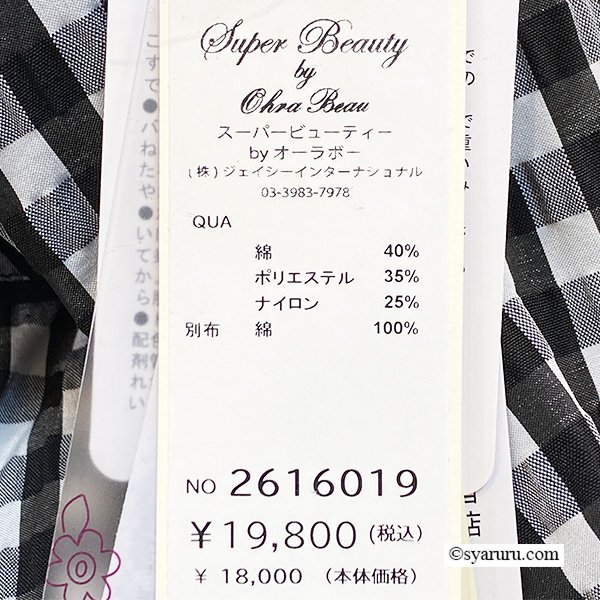 Super Beauty
by
Ohra Beau
スーパービューティー
by オーラボー
(株)ジェイシーインターナショナル
03-3983-7978
QUA
綿 40%
ポリエステル 35%
ナイロン 25%
別布 綿 100%
NO 2616019
¥19,800 (税込)
¥ 18,000 (本体価格)
©syaruru.com